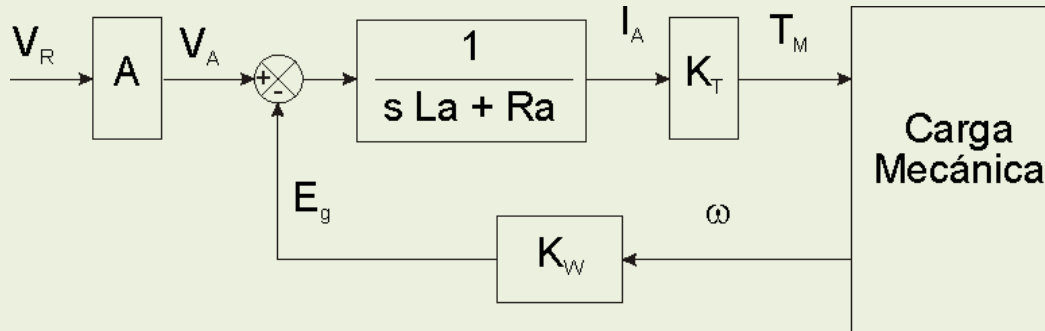 V_R
A
V_A
+
-
1
s La + Ra
I_A
K_T
T_M
Carga
Mecánica
E_g
K_W
ω